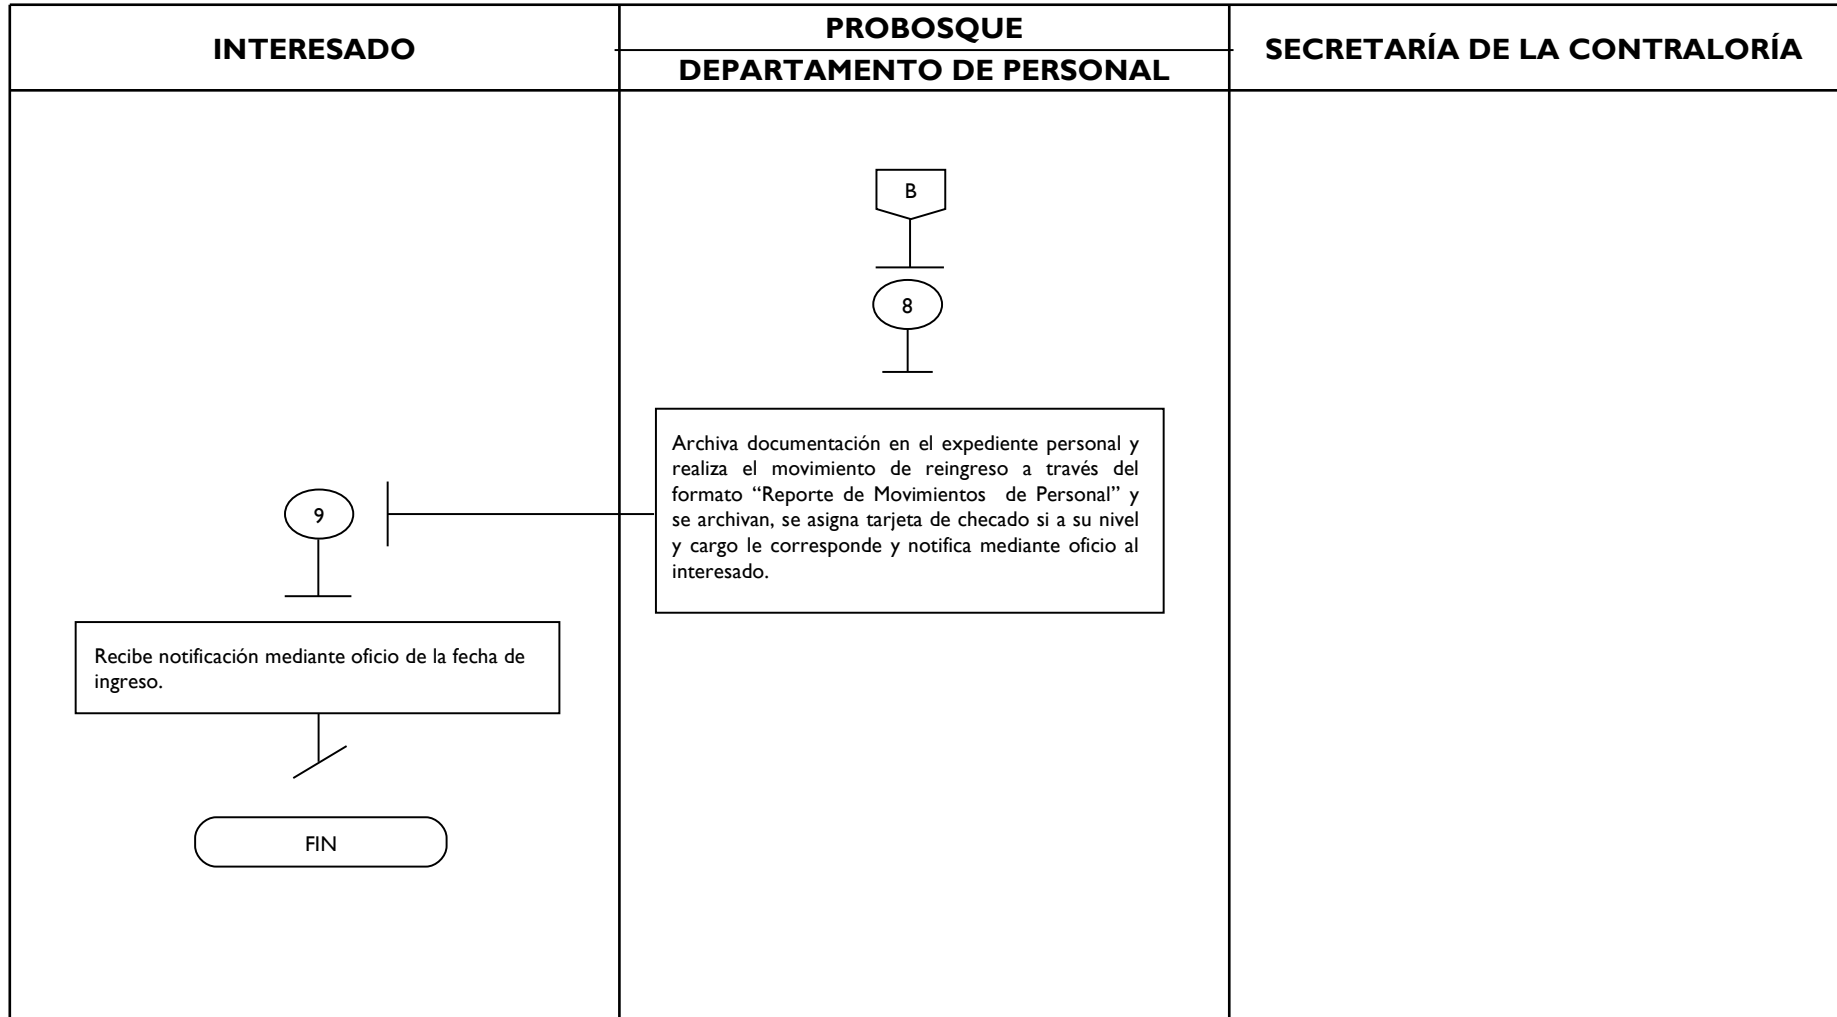 INTERESADO
PROBOSQUE
DEPARTAMENTO DE PERSONAL
SECRETARÍA DE LA CONTRALORÍA
B
8
Archiva documentación en el expediente personal y
realiza el movimiento de reingreso a través del
formato “Reporte de Movimientos de Personal” y
se archivan, se asigna tarjeta de checado si a su nivel
y cargo le corresponde y notifica mediante oficio al
interesado.
9
Recibe notificación mediante oficio de la fecha de
ingreso.
FIN